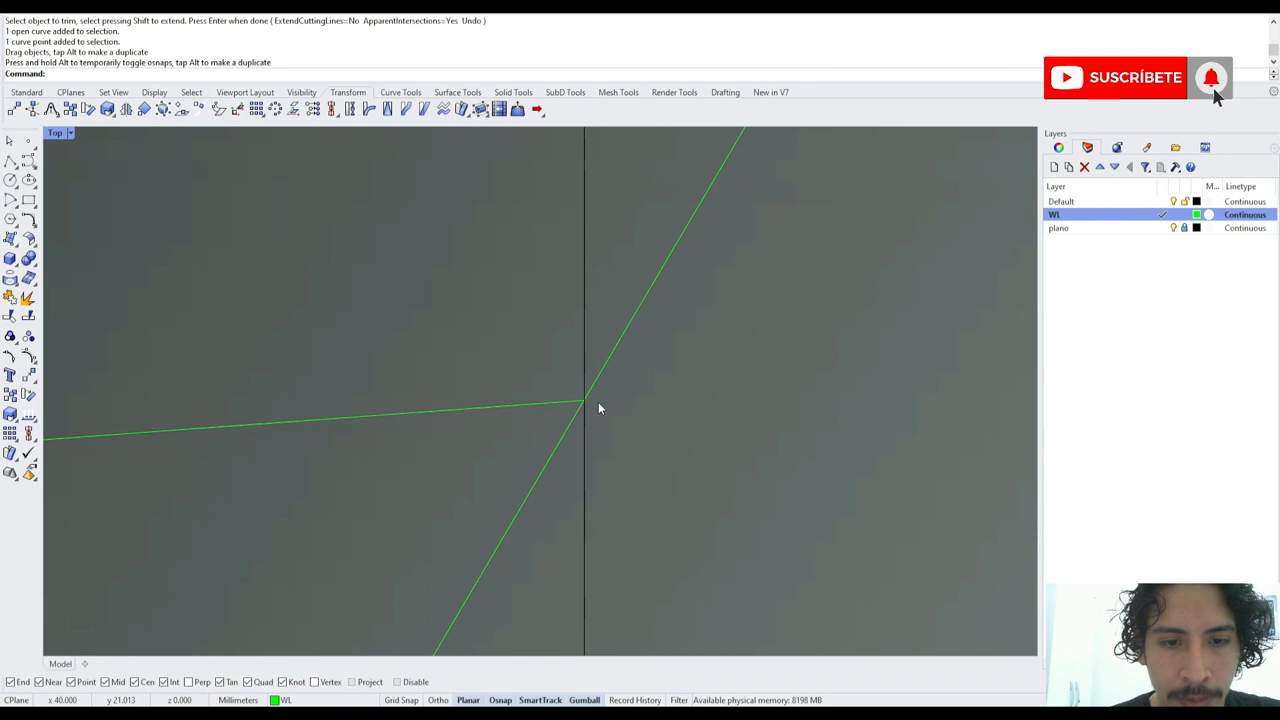 Select object to trim, select pressing Shift to extend. Press Enter when done ( ExtendCuttingLines=No  ApparentIntersections=Yes  Undo )
1 open curve added to selection.
1 curve point added to selection.
Drag objects, tap Alt to make a duplicate
Press and hold Alt to temporarily toggle osnaps, tap Alt to make a duplicate
Command:
SUSCRÍBETE
Standard CPlanes Set View Display Select Viewport Layout Visibility Transform Curve Tools Surface Tools Solid Tools SubD Tools Mesh Tools Render Tools Drafting New in V7
Top
Layers
Layer M... Linetype
Default Continuous
WL Continuous
plano Continuous
Model
End Near Point Mid Cen Int Perp Tan Quad Knot Vertex Project Disable
CPlane x 40.000 y 21.013 z 0.000 Millimeters WL Grid Snap Ortho Planar Osnap SmartTrack Gumball Record History Filter Available physical memory: 8198 MB